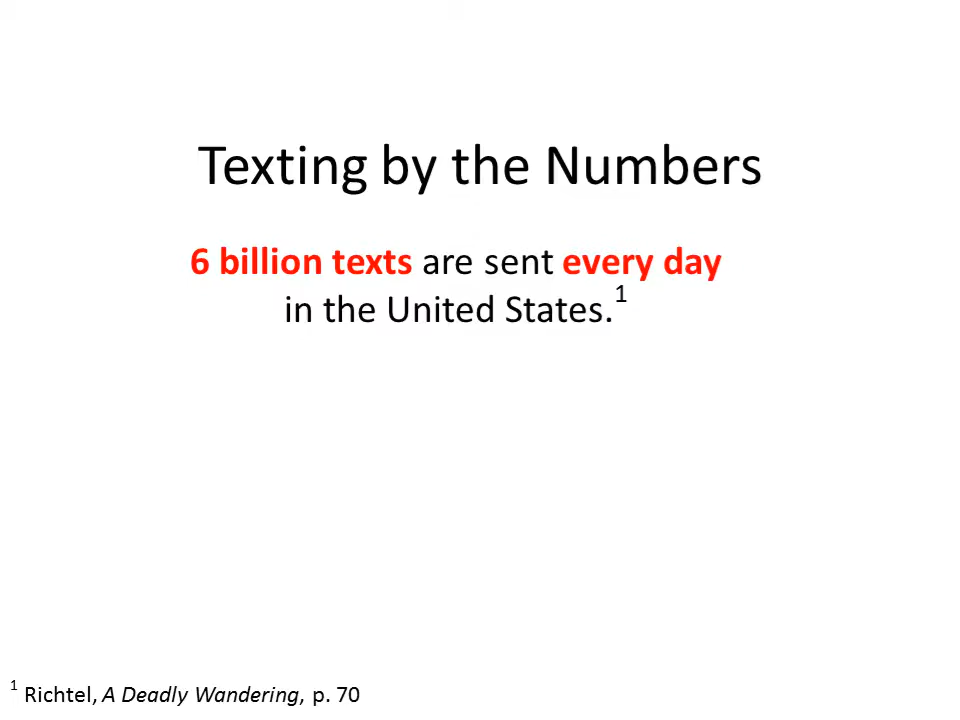 Texting by the Numbers
6 billion texts are sent every day
in the United States.1
1 Richtel, A Deadly Wandering, p. 70